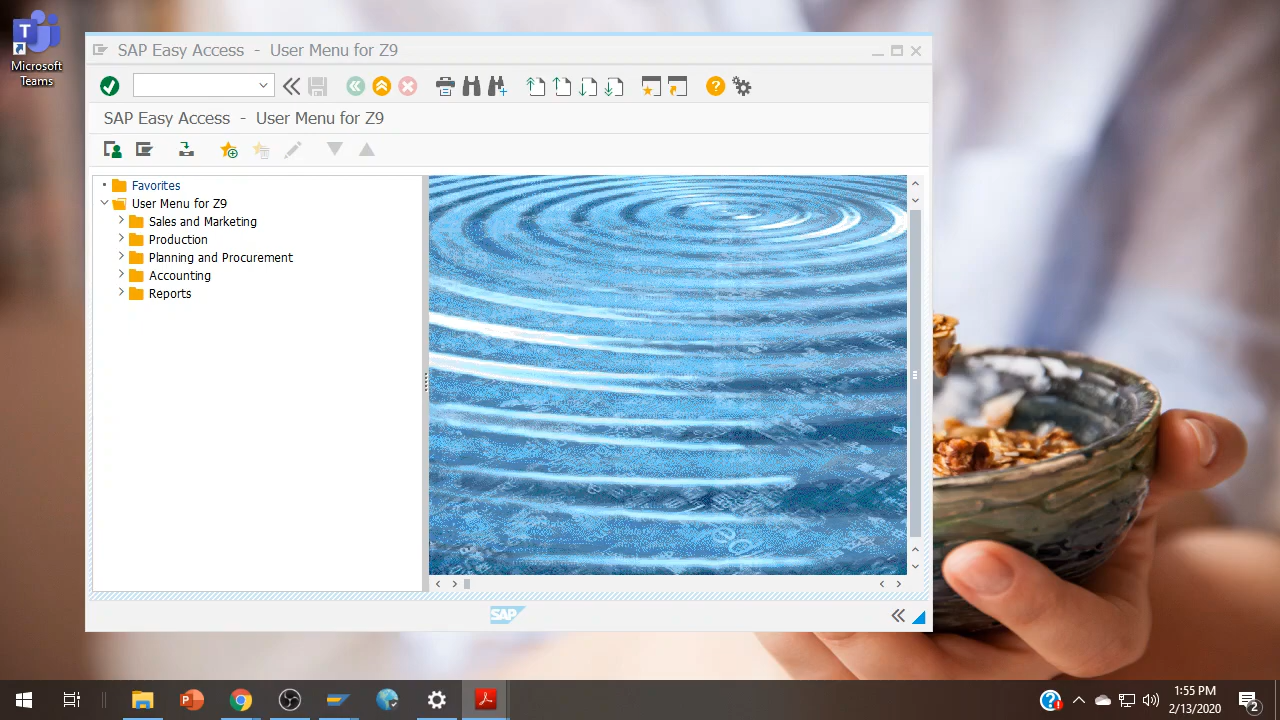 Microsoft
Teams
SAP Easy Access - User Menu for Z9
SAP Easy Access - User Menu for Z9
Favorites
User Menu for Z9
Sales and Marketing
Production
Planning and Procurement
Accounting
Reports
SAP
1:55 PM
2/13/2020
2